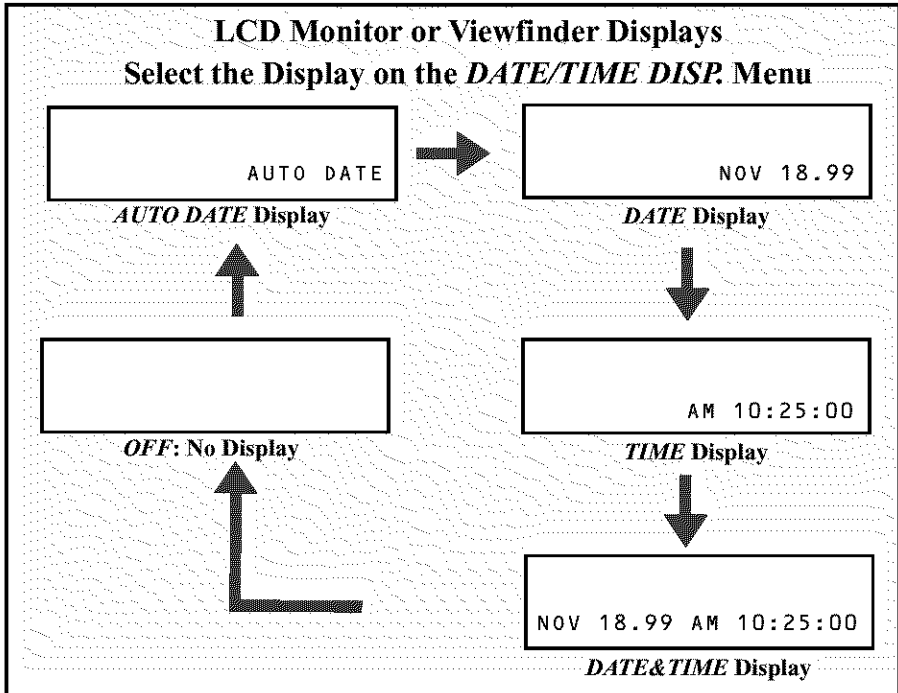 LCD Monitor or Viewfinder Displays
Select the Display on the DATE/TIME DISP. Menu
AUTO DATE
AUTO DATE Display
NOV 18.99
DATE Display
OFF: No Display
AM 10:25:00
TIME Display
NOV 18.99 AM 10:25:00
DATE&TIME Display